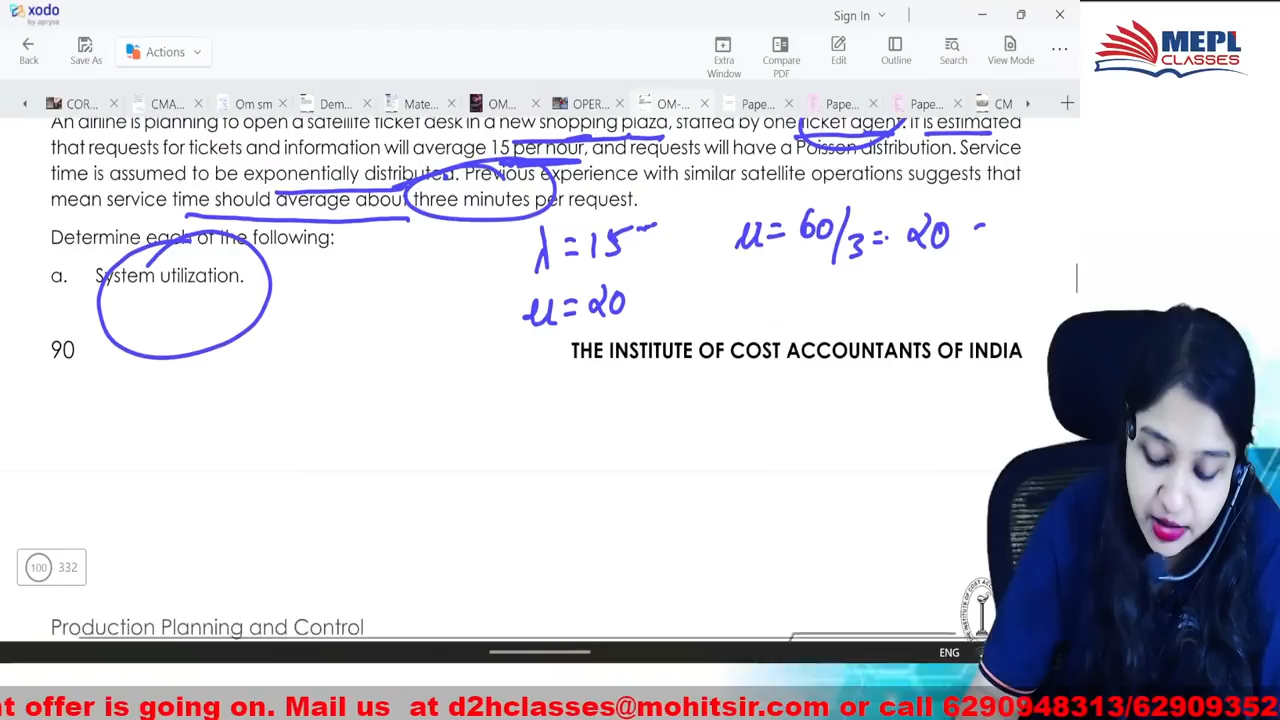 xodo
by apryse
Sign In
Back
Save As
Actions
Extra Window
Compare PDF
Edit
Outline
Search
View Mode
MEPL
CLASSES
COR...
CMA...
Om sm
Dem...
Mate...
OM...
OPER...
OM-...
Pape...
Pape...
Pape...
CM
An airline is planning to open a satellite ticket desk in a new shopping plaza, staffed by one ticket agent. It is estimated
that requests for tickets and information will average 15 per hour, and requests will have a Poisson distribution. Service
time is assumed to be exponentially distributed. Previous experience with similar satellite operations suggests that
mean service time should average about three minutes per request.
Determine each of the following:
λ = 15
μ = 60/3 = 20
a. System utilization.
μ = 20
90
THE INSTITUTE OF COST ACCOUNTANTS OF INDIA
100 332
Production Planning and Control
ENG
nt offer is going on. Mail us at d2hclasses@mohitsir.com or call 6290948313/62909352